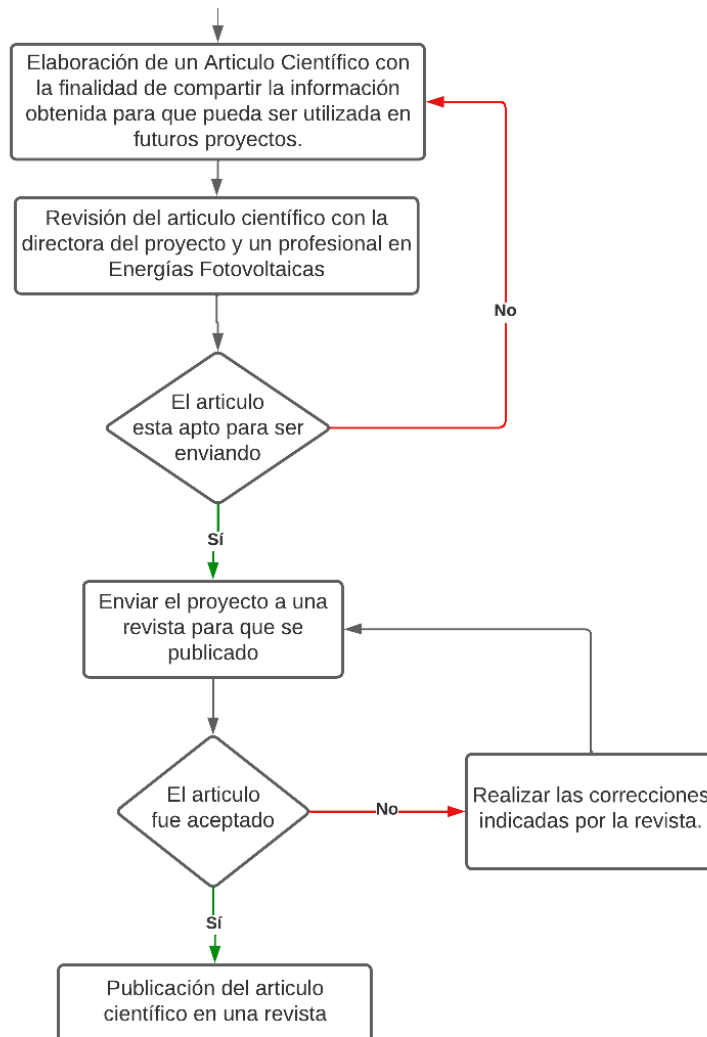 Elaboración de un Articulo Científico con
la finalidad de compartir la información
obtenida para que pueda ser utilizada en
futuros proyectos.
Revisión del articulo científico con la
directora del proyecto y un profesional en
Energías Fotovoltaicas
No
El articulo
esta apto para ser
enviando
Sí
Enviar el proyecto a una
revista para que se
publicado
El articulo
fue aceptado
No
Realizar las correcciones
indicadas por la revista.
Sí
Publicación del articulo
científico en una revista